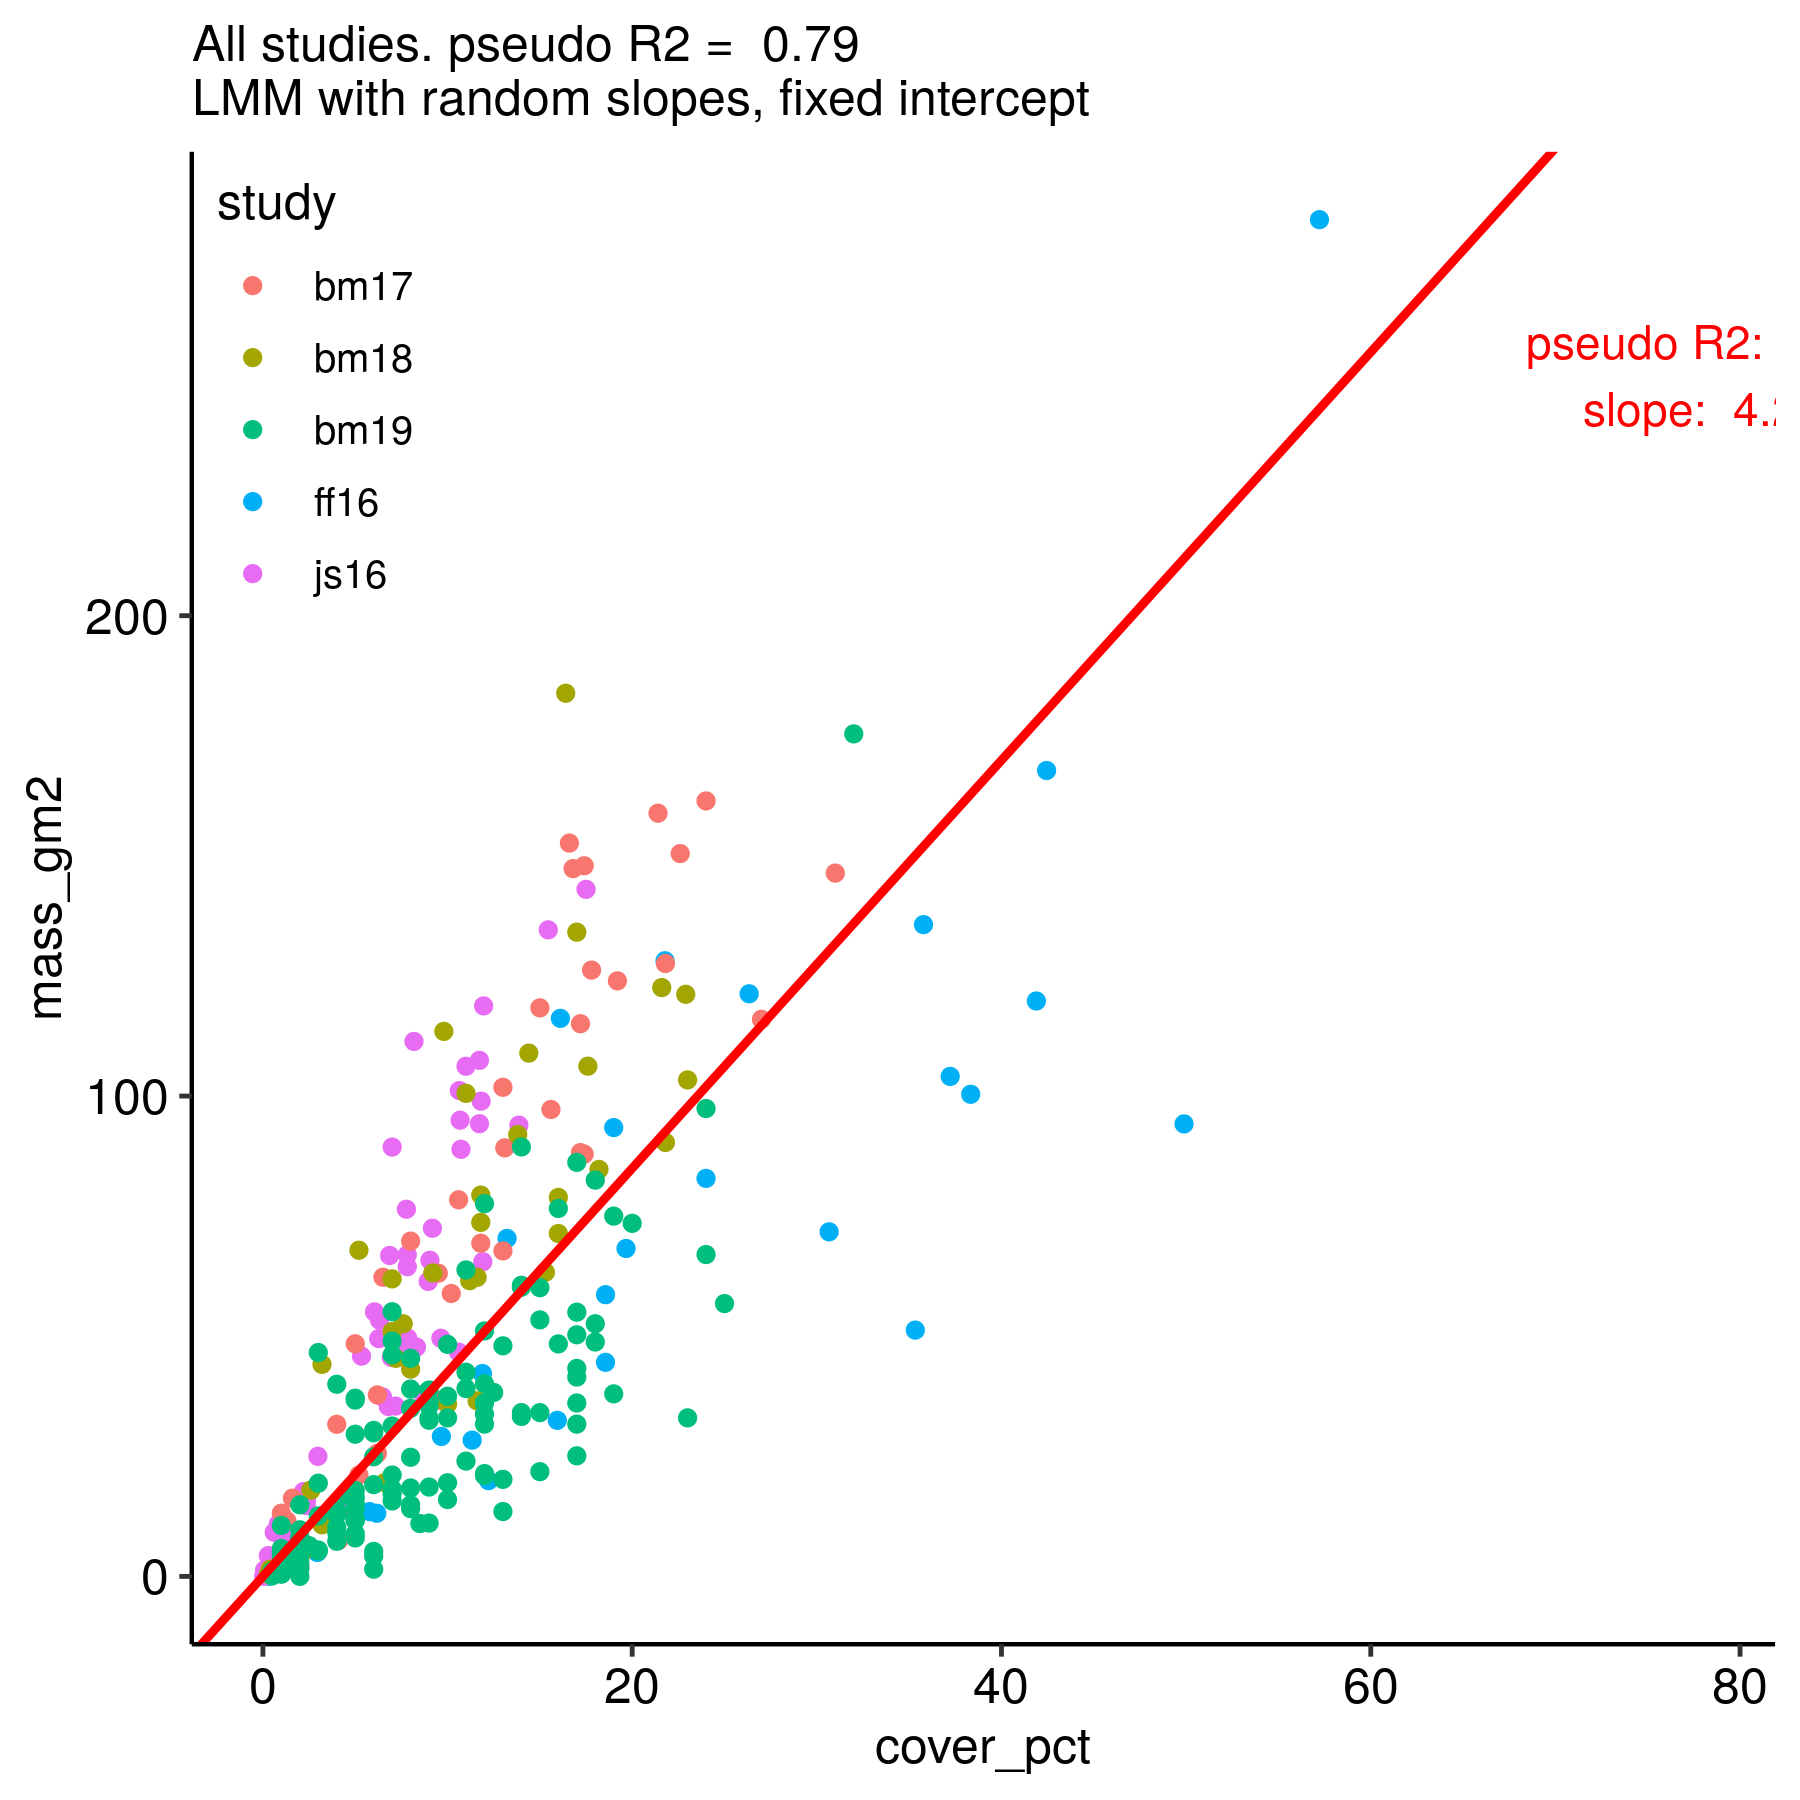 All studies. pseudo R2 =  0.79
LMM with random slopes, fixed intercept
study
bm17
bm18
bm19
ff16
js16
pseudo R2:
slope:  4.
200
100
0
mass_gm2
0
20
40
60
80
cover_pct